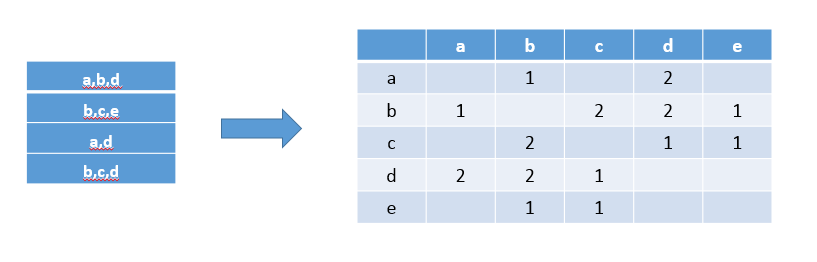 a,b,d
b,c,e
a,d
b,c,d
a b c d e
a 1 2
b 1 2 2 1
c 2 1 1
d 2 2 1
e 1 1